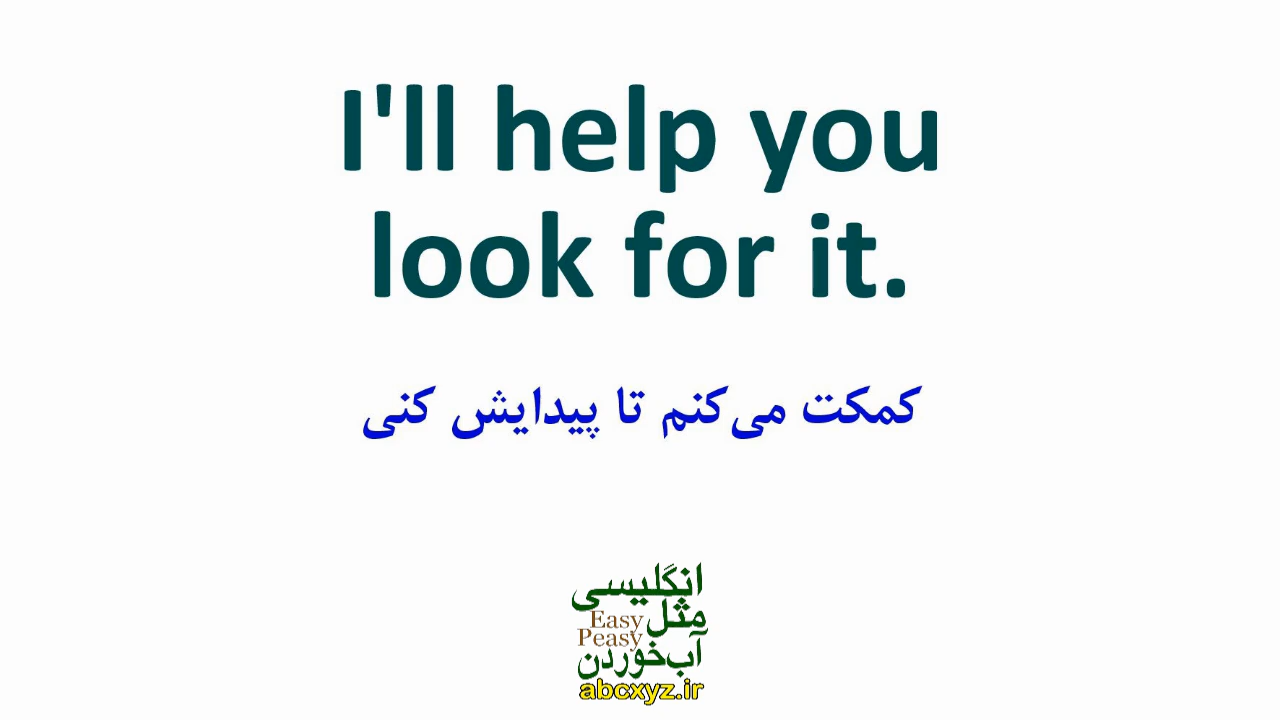 I'll help you
look for it.
کمکت می‌کنم تا پیدایش کنی
انگلیسی
مثل
Easy
Peasy
آب‌خوردن
abcxyz.ir